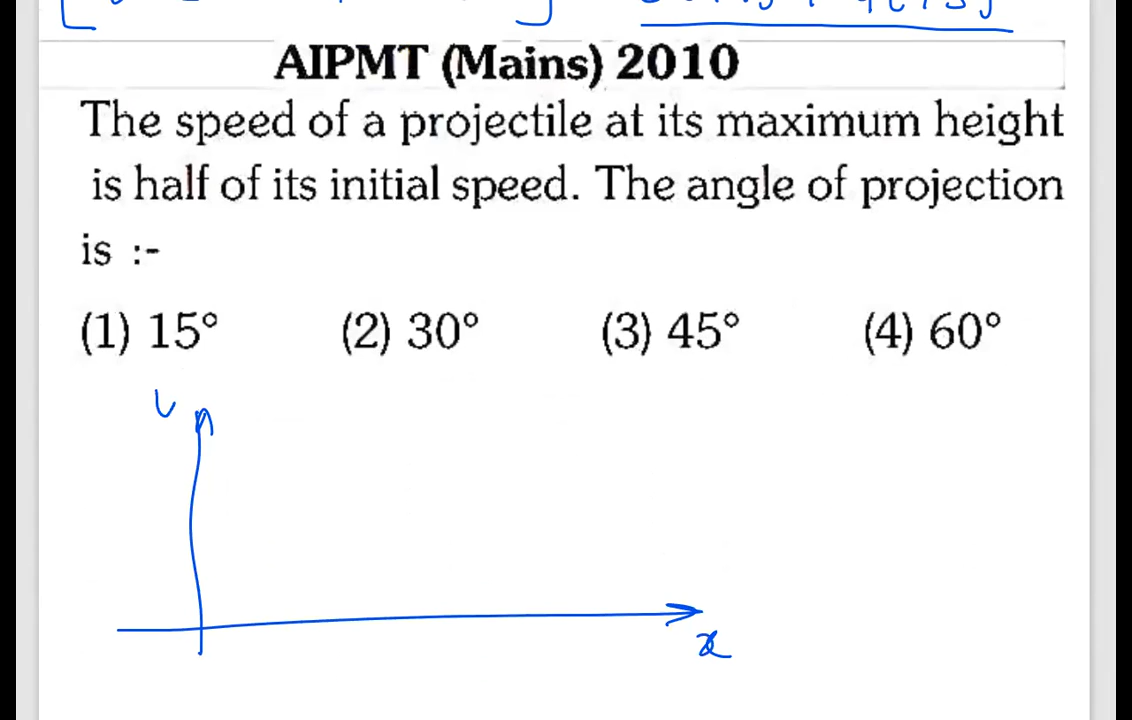 AIPMT (Mains) 2010
The speed of a projectile at its maximum height
is half of its initial speed. The angle of projection
is :-
(1) 15° (2) 30° (3) 45° (4) 60°
x